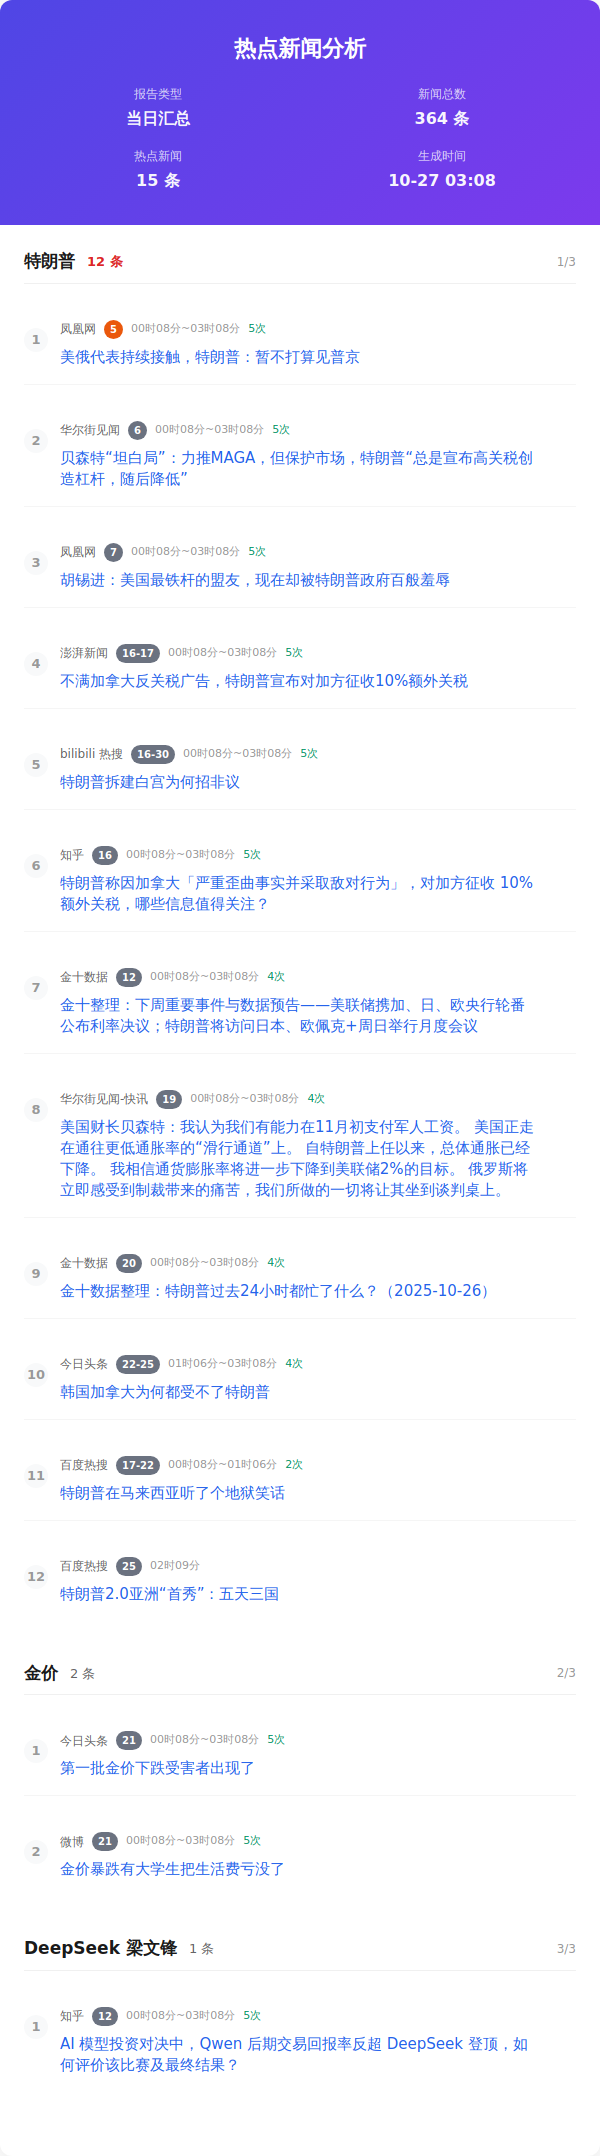 热点新闻分析
报告类型
当日汇总
新闻总数
364 条
热点新闻
15 条
生成时间
10-27 03:08
特朗普 12 条 1/3
1
凤凰网 5 00时08分~03时08分 5次
美俄代表持续接触，特朗普：暂不打算见普京
2
华尔街见闻 6 00时08分~03时08分 5次
贝森特“坦白局”：力推MAGA，但保护市场，特朗普“总是宣布高关税创
造杠杆，随后降低”
3
凤凰网 7 00时08分~03时08分 5次
胡锡进：美国最铁杆的盟友，现在却被特朗普政府百般羞辱
4
澎湃新闻 16-17 00时08分~03时08分 5次
不满加拿大反关税广告，特朗普宣布对加方征收10%额外关税
5
bilibili 热搜 16-30 00时08分~03时08分 5次
特朗普拆建白宫为何招非议
6
知乎 16 00时08分~03时08分 5次
特朗普称因加拿大「严重歪曲事实并采取敌对行为」，对加方征收 10%
额外关税，哪些信息值得关注？
7
金十数据 12 00时08分~03时08分 4次
金十整理：下周重要事件与数据预告——美联储携加、日、欧央行轮番
公布利率决议；特朗普将访问日本、欧佩克+周日举行月度会议
8
华尔街见闻-快讯 19 00时08分~03时08分 4次
美国财长贝森特：我认为我们有能力在11月初支付军人工资。 美国正走
在通往更低通胀率的“滑行通道”上。 自特朗普上任以来，总体通胀已经
下降。 我相信通货膨胀率将进一步下降到美联储2%的目标。 俄罗斯将
立即感受到制裁带来的痛苦，我们所做的一切将让其坐到谈判桌上。
9
金十数据 20 00时08分~03时08分 4次
金十数据整理：特朗普过去24小时都忙了什么？（2025-10-26）
10
今日头条 22-25 01时06分~03时08分 4次
韩国加拿大为何都受不了特朗普
11
百度热搜 17-22 00时08分~01时06分 2次
特朗普在马来西亚听了个地狱笑话
12
百度热搜 25 02时09分
特朗普2.0亚洲“首秀”：五天三国
金价 2 条 2/3
1
今日头条 21 00时08分~03时08分 5次
第一批金价下跌受害者出现了
2
微博 21 00时08分~03时08分 5次
金价暴跌有大学生把生活费亏没了
DeepSeek 梁文锋 1 条 3/3
1
知乎 12 00时08分~03时08分 5次
AI 模型投资对决中，Qwen 后期交易回报率反超 DeepSeek 登顶，如
何评价该比赛及最终结果？